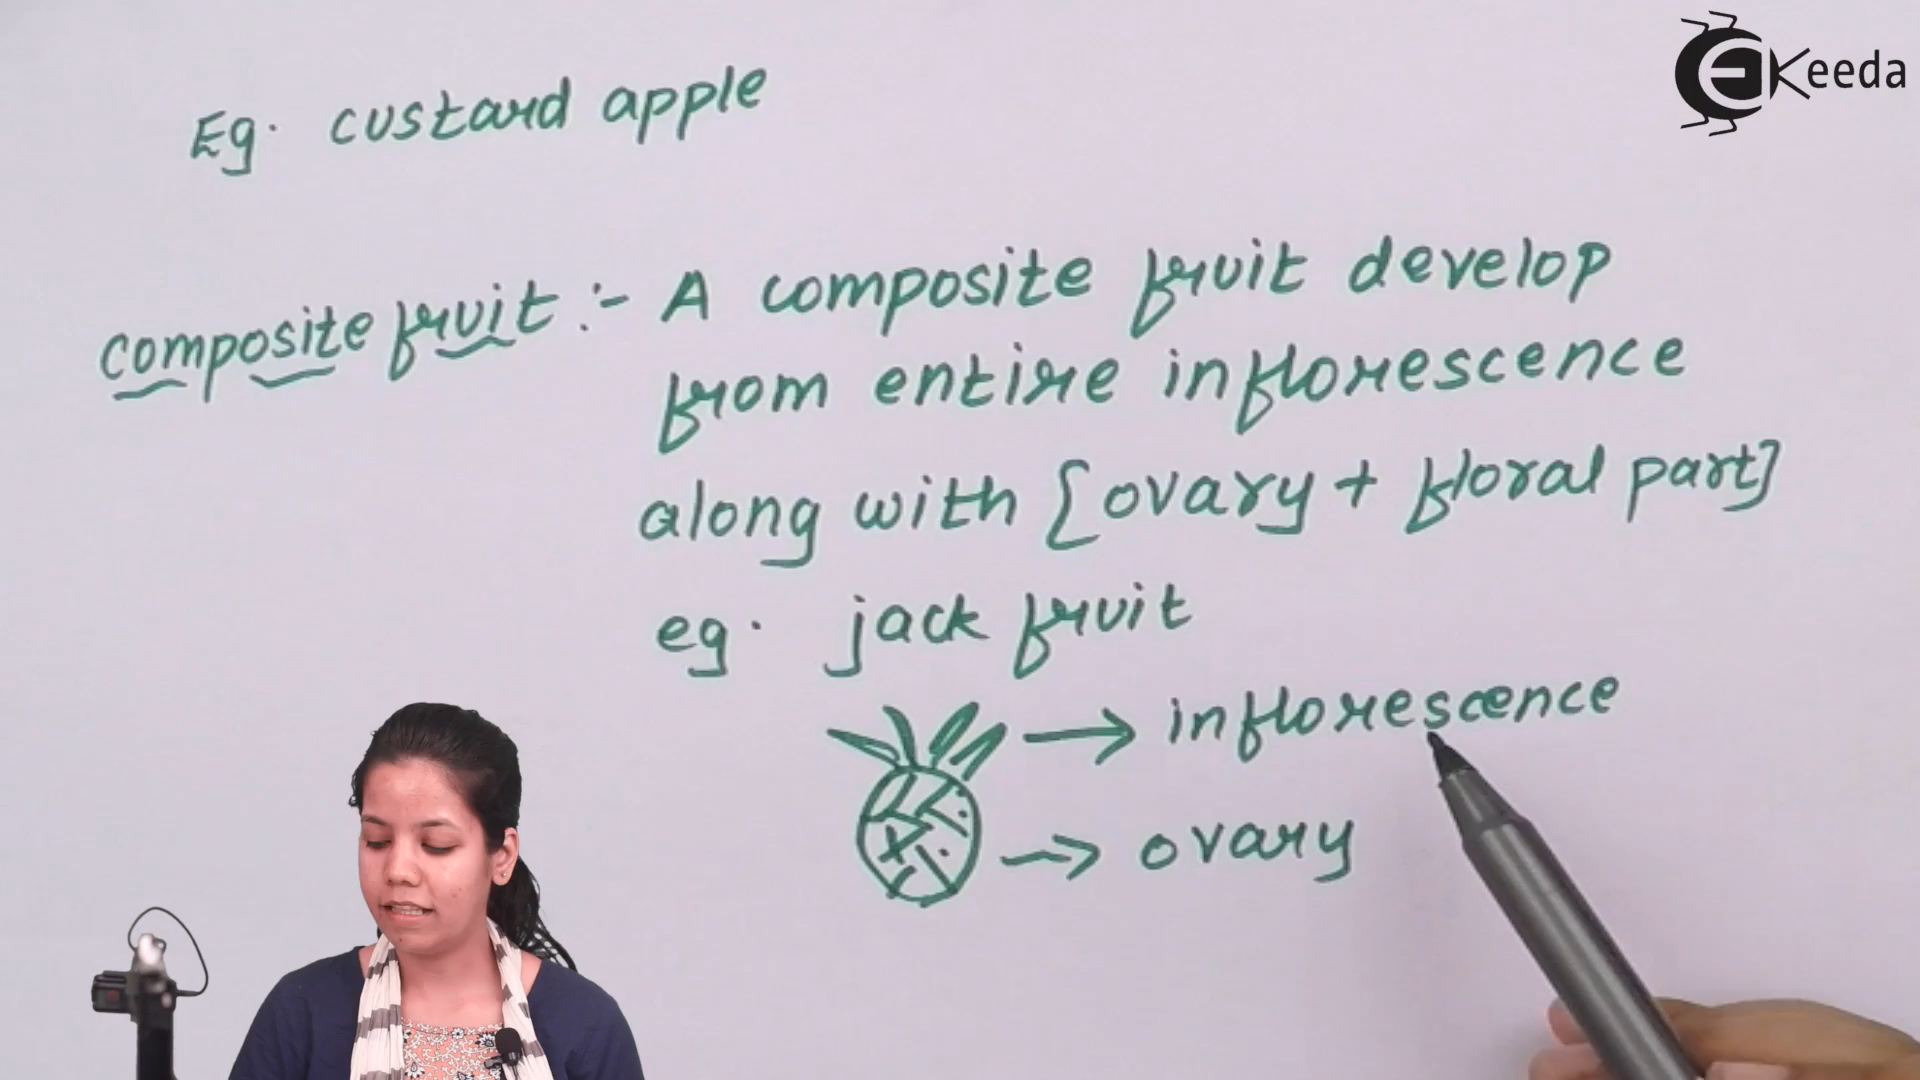 eKeeda
Eg. custard apple
composite fruit :- A composite fruit develop
from entire inflorescence
along with [ovary + floral part]
eg. jack fruit
→ inflorescence
→ ovary